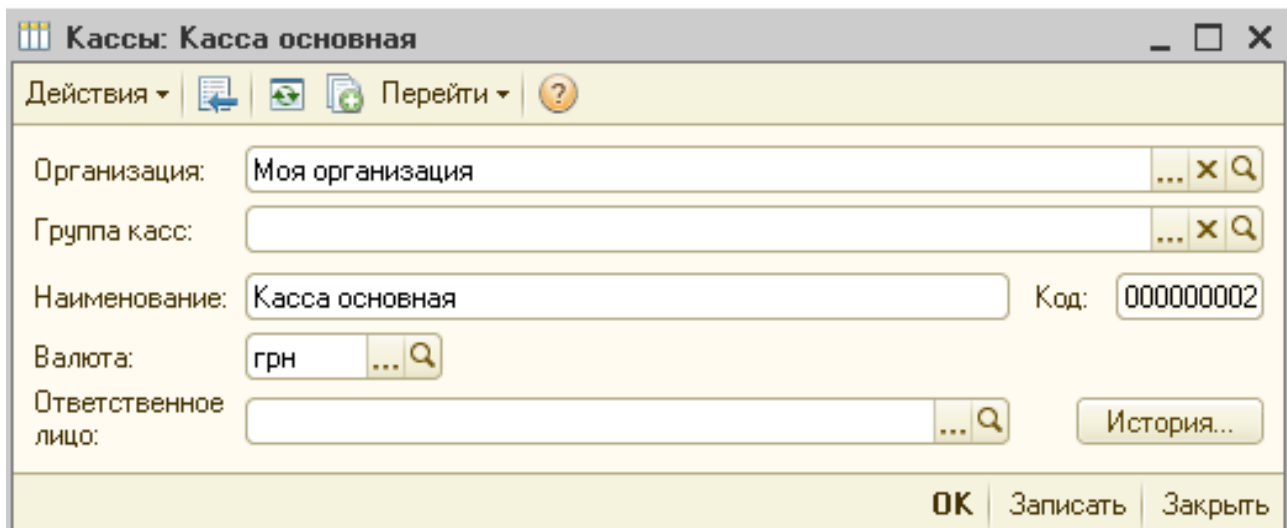 Кассы: Касса основная
Действия Перейти ?
Организация: Моя организация ...
Группа касс: ...
Наименование: Касса основная Код: 000000002
Валюта: грн ...
Ответственное
лицо: ... История...
OK Записать Закрыть